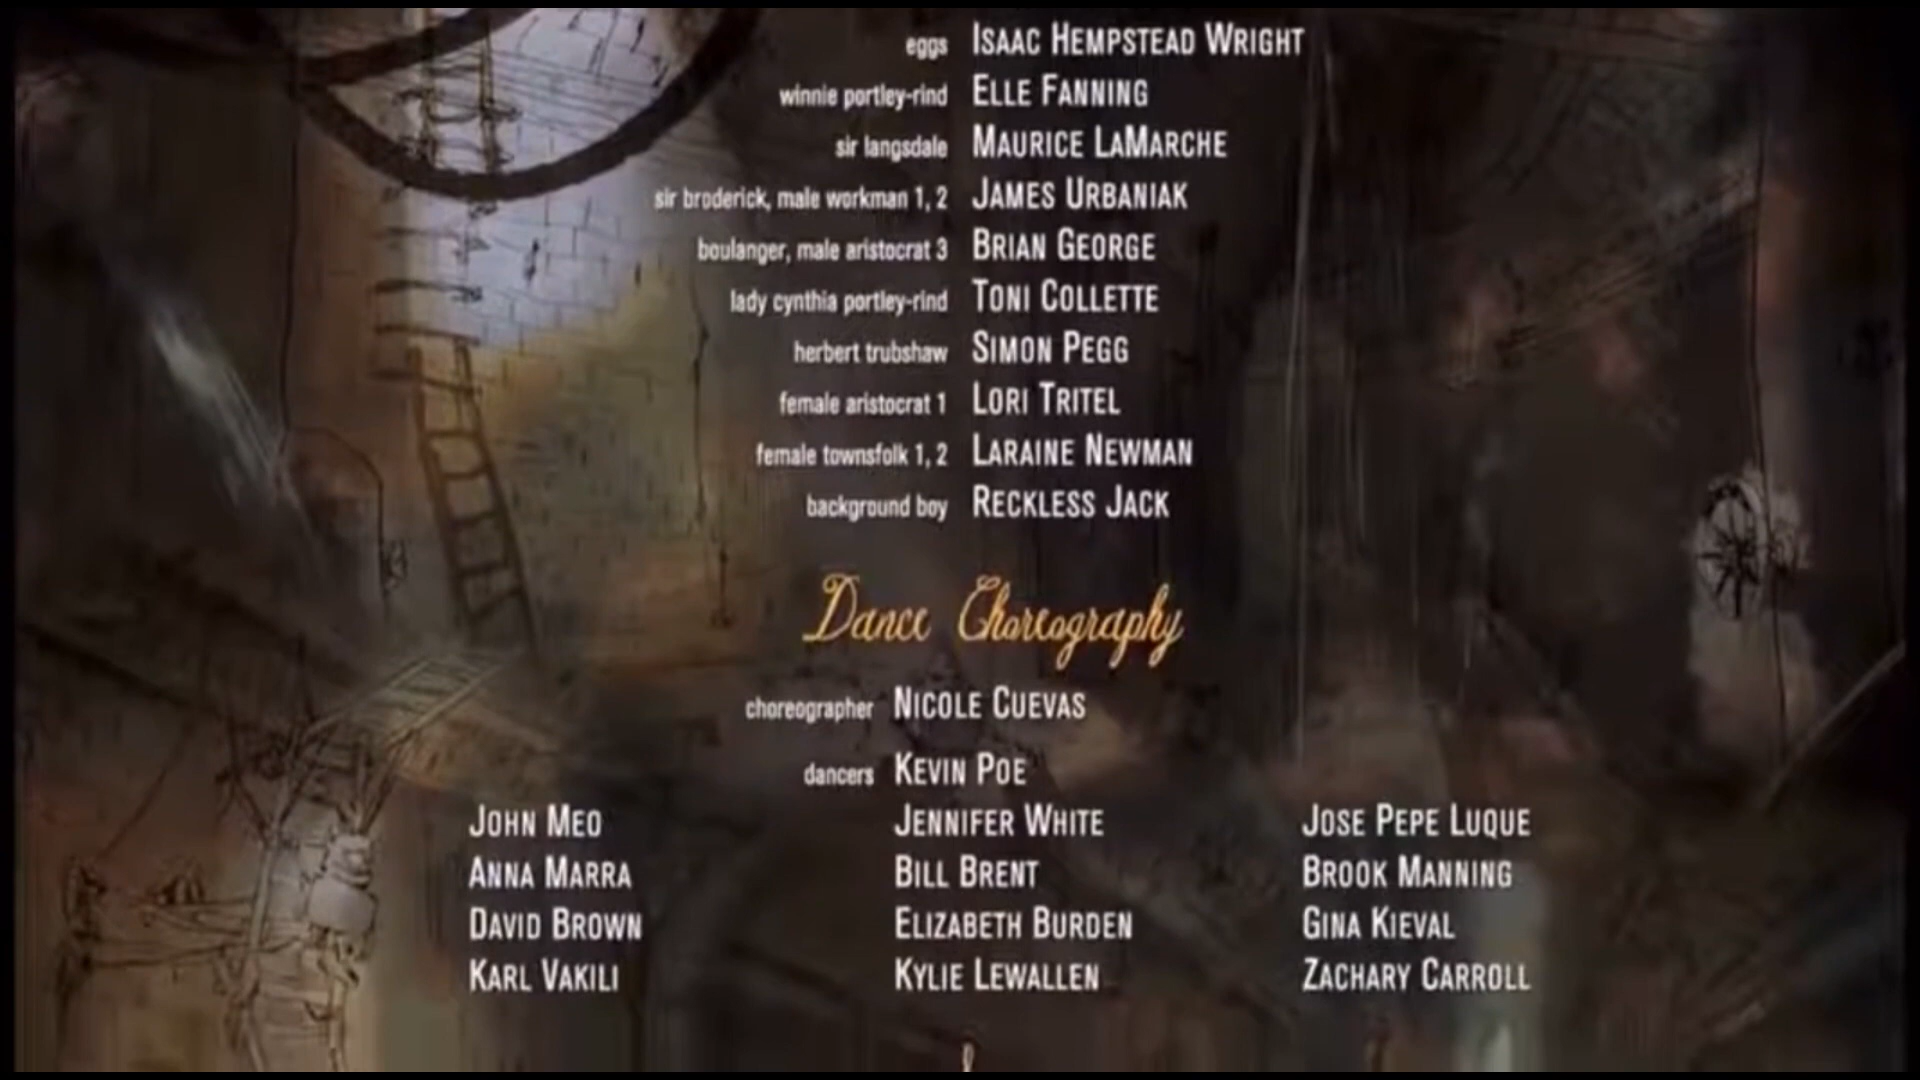 eggs ISAAC HEMPSTEAD WRIGHT
winnie portley-rind ELLE FANNING
sir langsdale MAURICE LAMARCHE
sir broderick, male workman 1, 2 JAMES URBANIAK
boulanger, male aristocrat 3 BRIAN GEORGE
lady cynthia portley-rind TONI COLLETTE
herbert trubshaw SIMON PEGG
female aristocrat 1 LORI TRITEL
female townsfolk 1, 2 LARAINE NEWMAN
background boy RECKLESS JACK
Dance Choreography
choreographer NICOLE CUEVAS
dancers KEVIN POE
JOHN MEO JENNIFER WHITE JOSE PEPE LUQUE
ANNA MARRA BILL BRENT BROOK MANNING
DAVID BROWN ELIZABETH BURDEN GINA KIEVAL
KARL VAKILI KYLIE LEWALLEN ZACHARY CARROLL